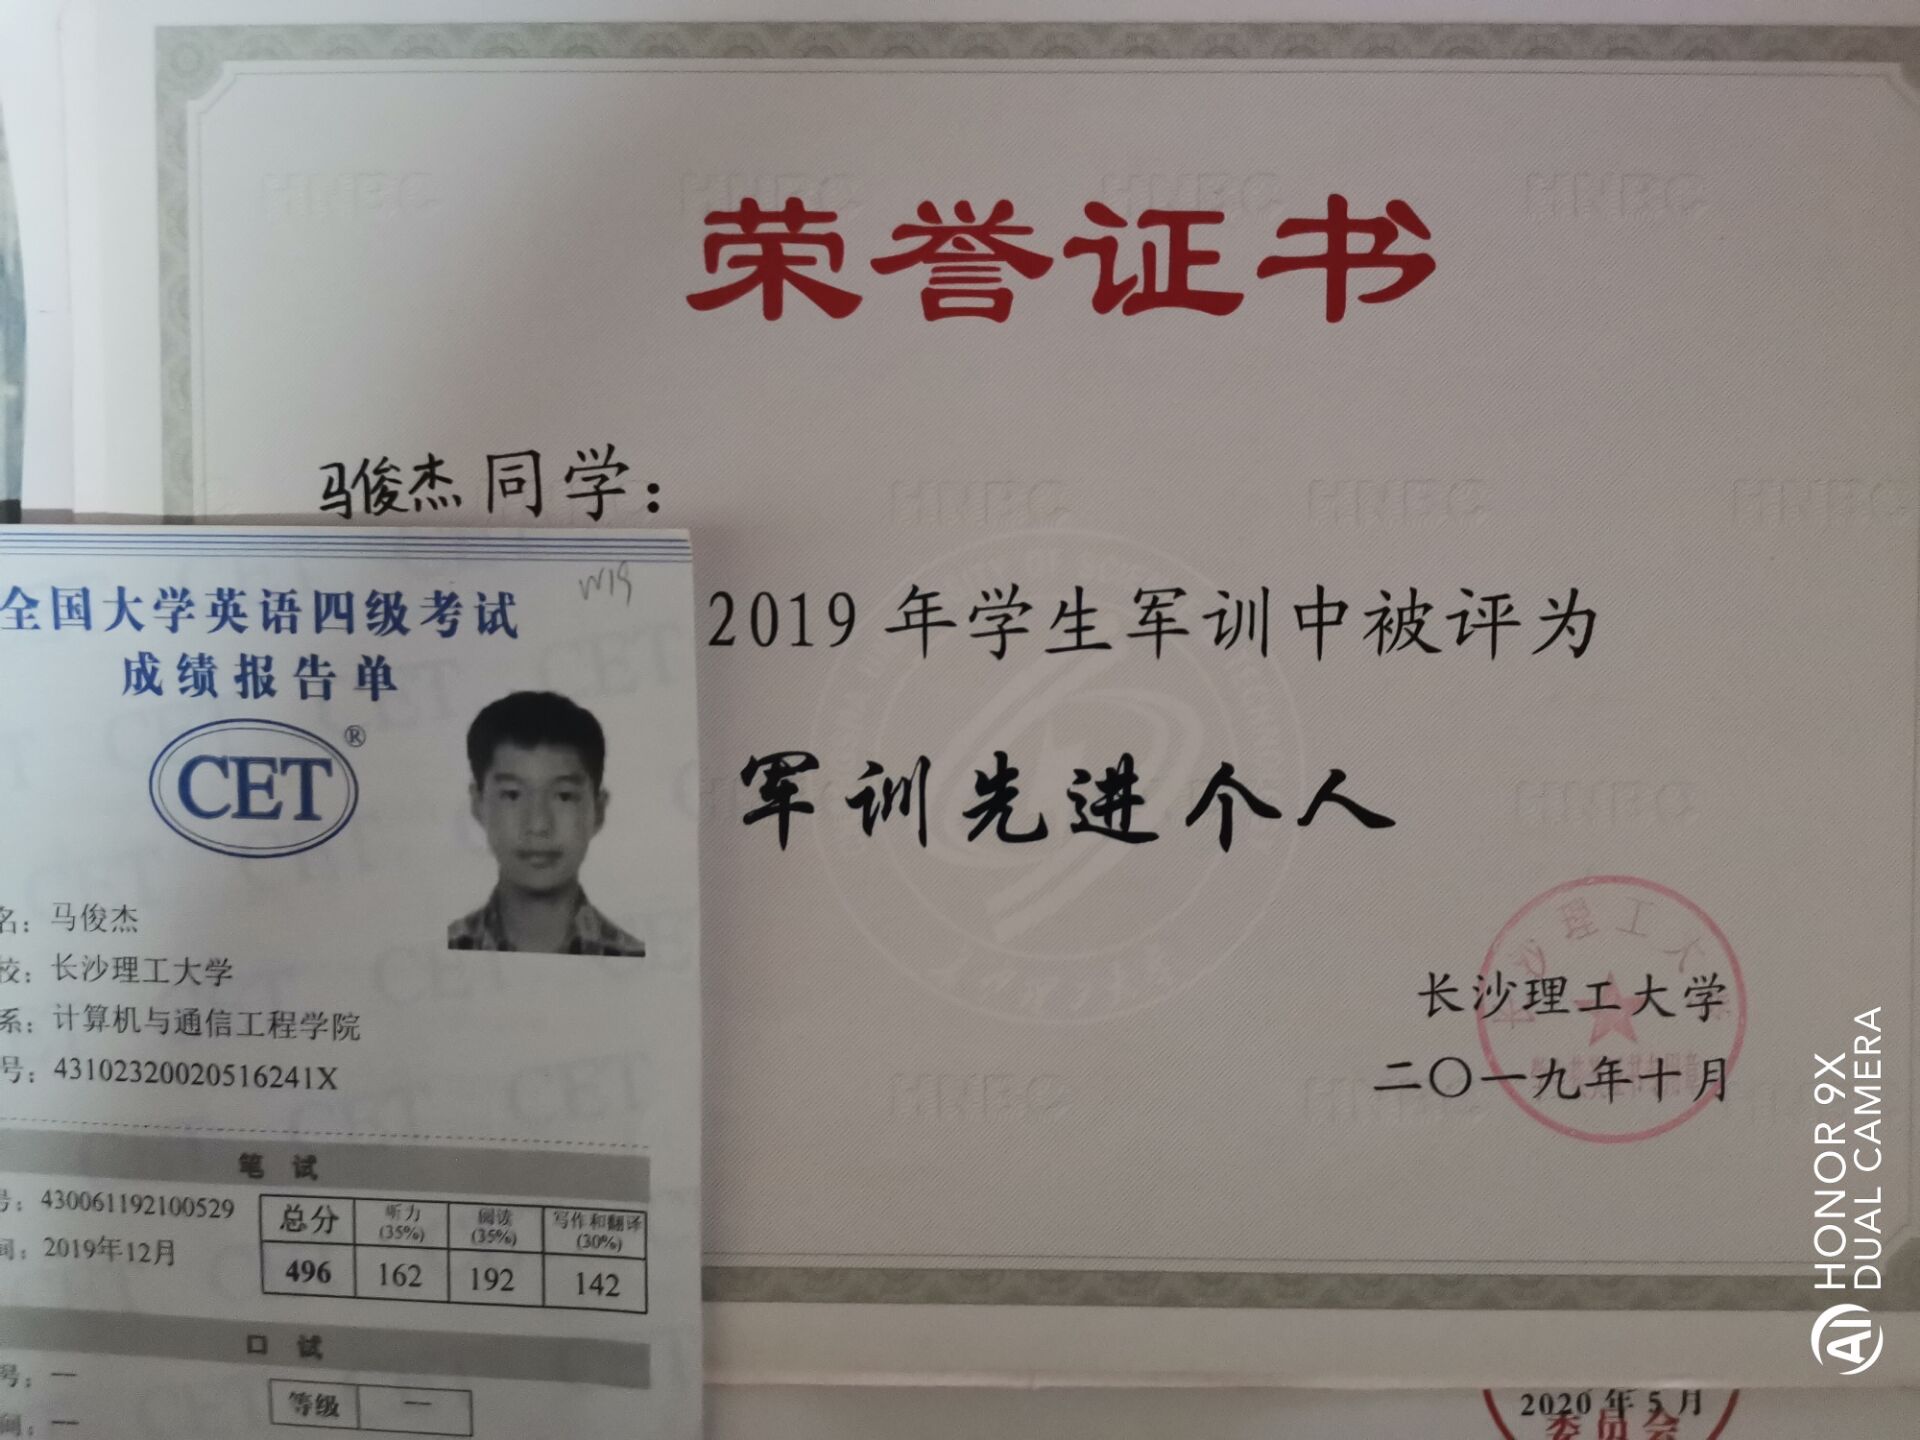 荣誉证书
马俊杰同学：
2019年学生军训中被评为
军训先进个人
长沙理工大学
二〇一九年十月
W19
全国大学英语四级考试
成绩报告单
CET®
名：马俊杰
校：长沙理工大学
系：计算机与通信工程学院
号：43102320020516241X
笔 试
号：430061192100529
间：2019年12月
总分 听力(35%) 阅读(35%) 写作和翻译(30%)
496 162 192 142
口 试
号：—
间：—
等级 —
2020年5月
委员会
HONOR 9X
AI DUAL CAMERA